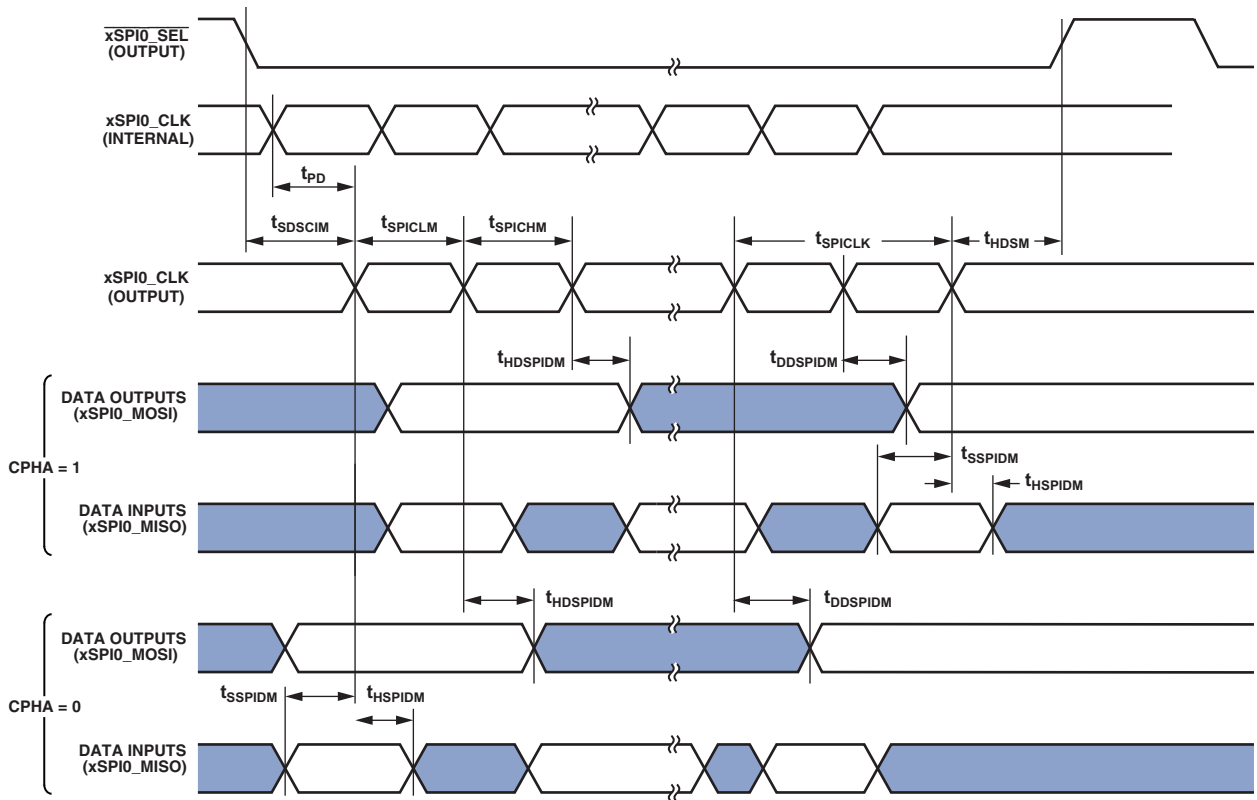 xSPI0_SEL
(OUTPUT)
xSPI0_CLK
(INTERNAL)
tPD
tSDSCIM
tSPICLM
tSPICHM
tSPICLK
tHDSM
xSPI0_CLK
(OUTPUT)
tHDSPIDM
tDDSPIDM
DATA OUTPUTS
(xSPI0_MOSI)
CPHA = 1
tSSPIDM
tHSPIDM
DATA INPUTS
(xSPI0_MISO)
tHDSPIDM
tDDSPIDM
DATA OUTPUTS
(xSPI0_MOSI)
CPHA = 0
tSSPIDM
tHSPIDM
DATA INPUTS
(xSPI0_MISO)